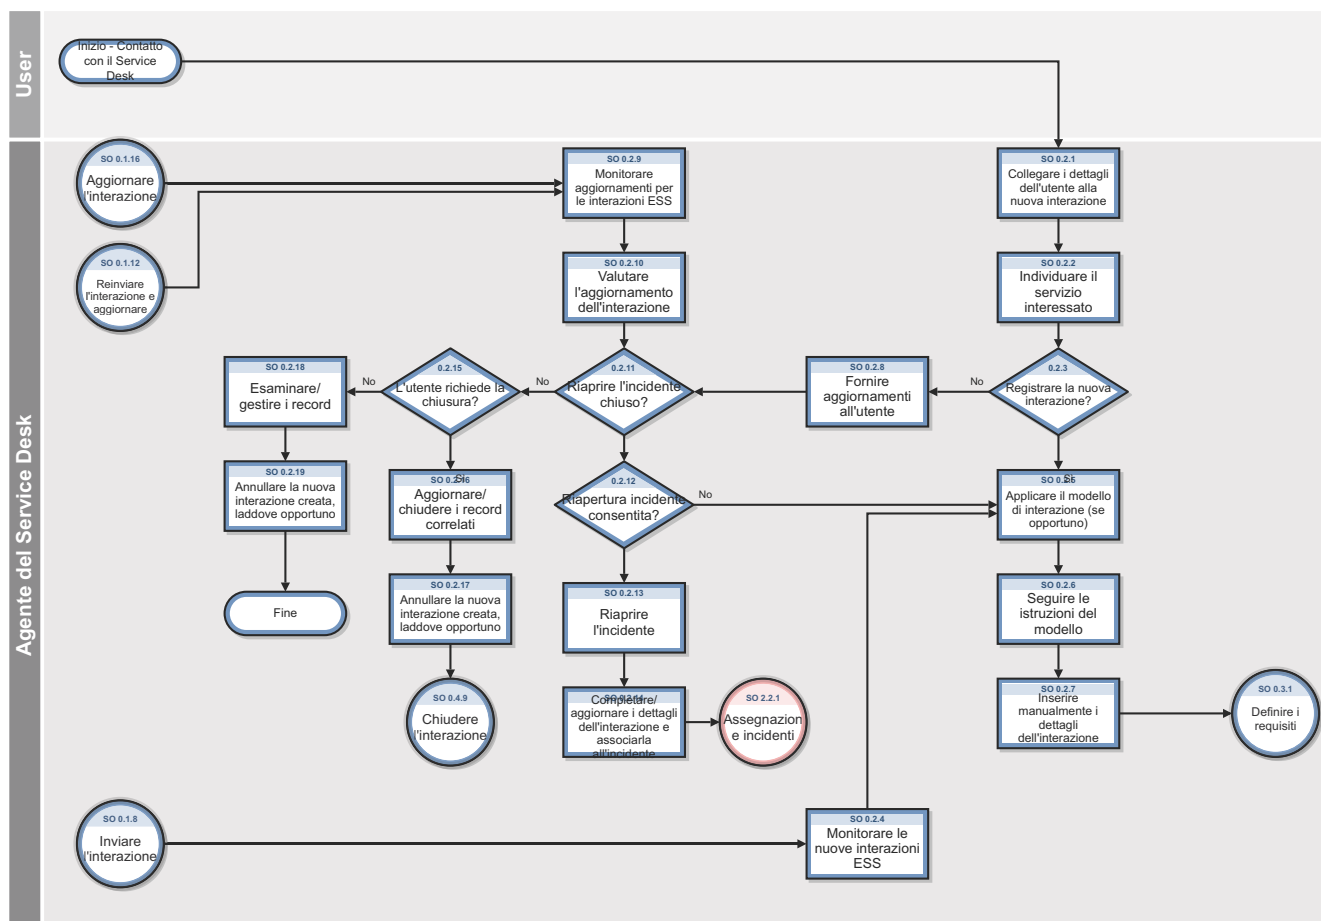 User
Inizio - Contatto
con il Service
Desk
Agente del Service Desk
SO 0.1.16
Aggiornare
l'interazione
SO 0.2.9
Monitorare
aggiornamenti per
le interazioni ESS
SO 0.2.1
Collegare i dettagli
dell'utente alla
nuova interazione
SO 0.1.12
Reinviare
l'interazione e
aggiornare
SO 0.2.10
Valutare
l'aggiornamento
dell'interazione
SO 0.2.2
Individuare il
servizio
interessato
SO 0.2.18
Esaminare/
gestire i record
No
0.2.15
L'utente richiede la
chiusura?
No
0.2.11
Riaprire l'incidente
chiuso?
SO 0.2.8
Fornire
aggiornamenti
all'utente
No
0.2.3
Registrare la nuova
interazione?
SO 0.2.19
Annullare la nuova
interazione creata,
laddove opportuno
Aggiornare/
chiudere i record
correlati
0.2.12
Riapertura incidente
consentita?
No
Applicare il modello
di interazione (se
opportuno)
Fine
SO 0.2.17
Annullare la nuova
interazione creata,
laddove opportuno
SO 0.2.13
Riaprire
l'incidente
SO 0.2.6
Seguire le
istruzioni del
modello
SO 0.4.9
Chiudere
l'interazione
Completare/
aggiornare i dettagli
dell'interazione e
associarla
all'incidente
SO 2.2.1
Assegnazion
e incidenti
SO 0.2.7
Inserire
manualmente i
dettagli
dell'interazione
SO 0.3.1
Definire i
requisiti
SO 0.1.8
Inviare
l'interazione
SO 0.2.4
Monitorare le
nuove interazioni
ESS